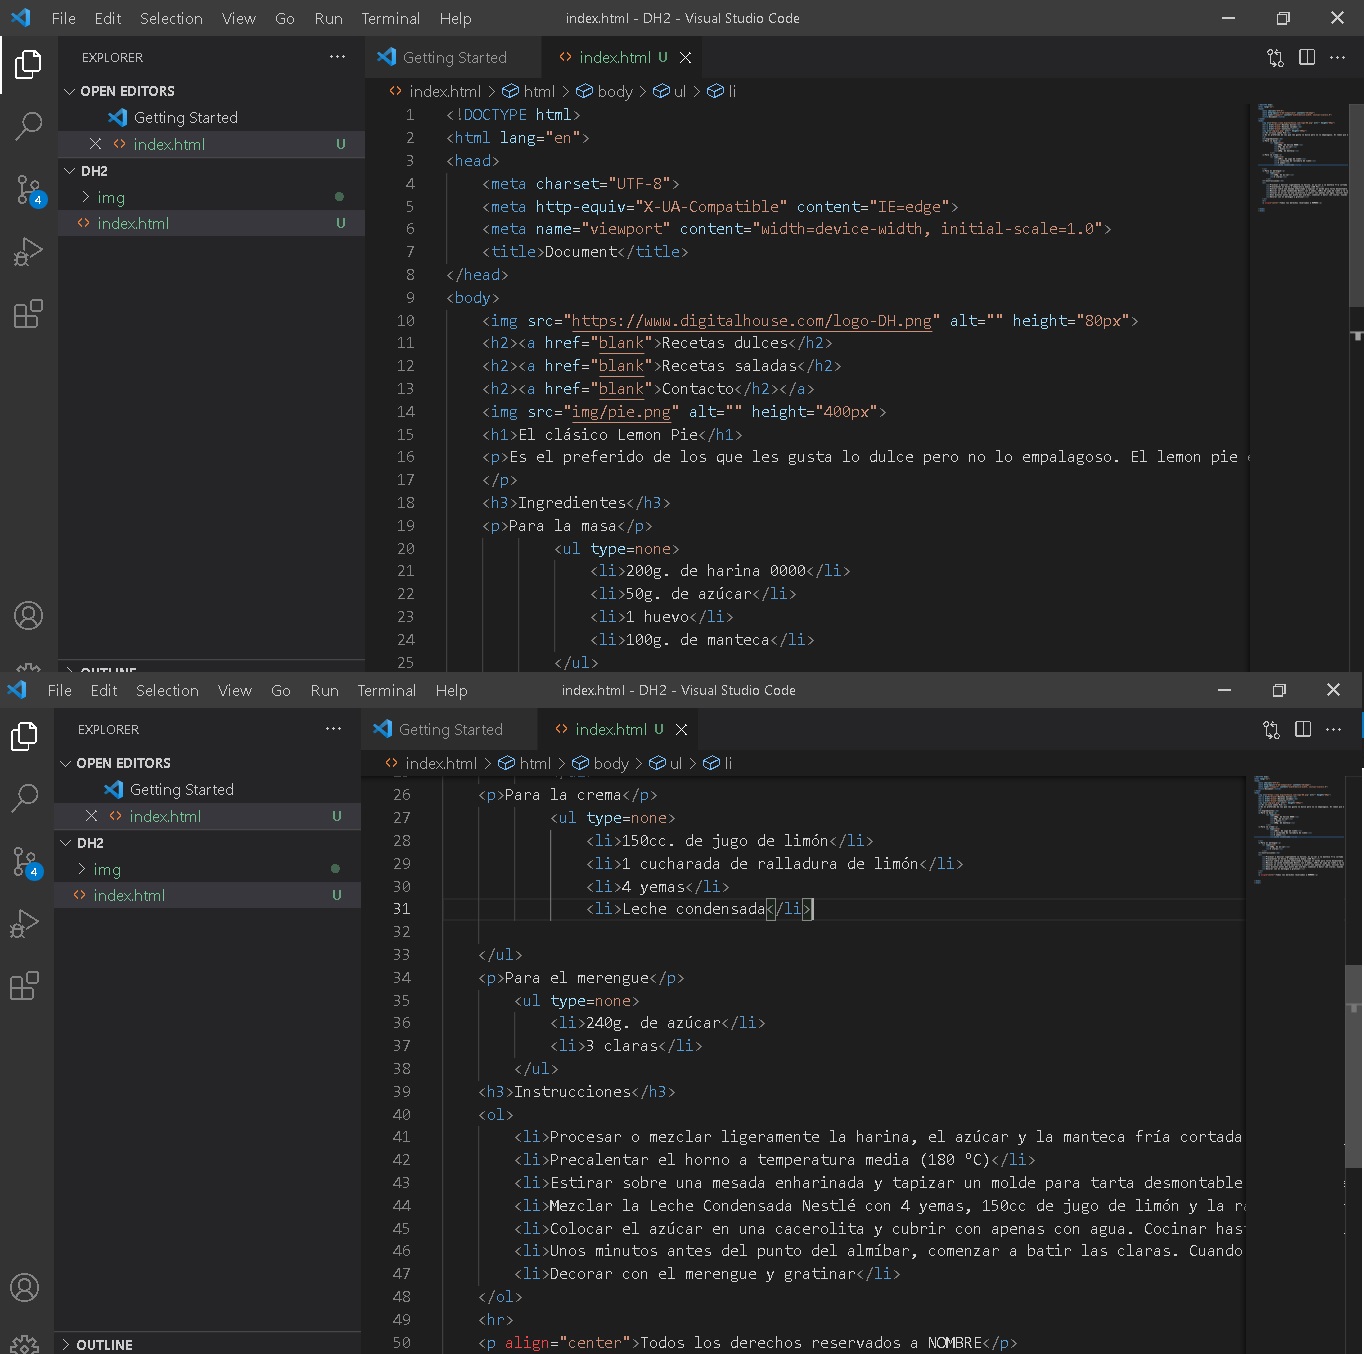 File Edit Selection View Go Run Terminal Help index.html - DH2 - Visual Studio Code
EXPLORER
OPEN EDITORS
Getting Started
index.html U
DH2
img
index.html U
4
OUTLINE
Getting Started index.html U
index.html > html > body > ul > li
1 <!DOCTYPE html>
2 <html lang="en">
3 <head>
4 <meta charset="UTF-8">
5 <meta http-equiv="X-UA-Compatible" content="IE=edge">
6 <meta name="viewport" content="width=device-width, initial-scale=1.0">
7 <title>Document</title>
8 </head>
9 <body>
10 <img src="https://www.digitalhouse.com/logo-DH.png" alt="" height="80px">
11 <h2><a href="blank">Recetas dulces</h2>
12 <h2><a href="blank">Recetas saladas</h2>
13 <h2><a href="blank">Contacto</h2></a>
14 <img src="img/pie.png" alt="" height="400px">
15 <h1>El clásico Lemon Pie</h1>
16 <p>Es el preferido de los que les gusta lo dulce pero no lo empalagoso. El lemon pie
17 </p>
18 <h3>Ingredientes</h3>
19 <p>Para la masa</p>
20 <ul type=none>
21 <li>200g. de harina 0000</li>
22 <li>50g. de azúcar</li>
23 <li>1 huevo</li>
24 <li>100g. de manteca</li>
25 </ul>
File Edit Selection View Go Run Terminal Help index.html - DH2 - Visual Studio Code
EXPLORER
OPEN EDITORS
Getting Started
index.html U
DH2
img
index.html U
4
OUTLINE
Getting Started index.html U
index.html > html > body > ul > li
26 <p>Para la crema</p>
27 <ul type=none>
28 <li>150cc. de jugo de limón</li>
29 <li>1 cucharada de ralladura de limón</li>
30 <li>4 yemas</li>
31 <li>Leche condensada</li>
32
33 </ul>
34 <p>Para el merengue</p>
35 <ul type=none>
36 <li>240g. de azúcar</li>
37 <li>3 claras</li>
38 </ul>
39 <h3>Instrucciones</h3>
40 <ol>
41 <li>Procesar o mezclar ligeramente la harina, el azúcar y la manteca fría cortada
42 <li>Precalentar el horno a temperatura media (180 ºC)</li>
43 <li>Estirar sobre una mesada enharinada y tapizar un molde para tarta desmontable
44 <li>Mezclar la Leche Condensada Nestlé con 4 yemas, 150cc de jugo de limón y la
45 <li>Colocar el azúcar en una cacerolita y cubrir con apenas con agua. Cocinar
46 <li>Unos minutos antes del punto del almíbar, comenzar a batir las claras. Cuando
47 <li>Decorar con el merengue y gratinar</li>
48 </ol>
49 <hr>
50 <p align="center">Todos los derechos reservados a NOMBRE</p>